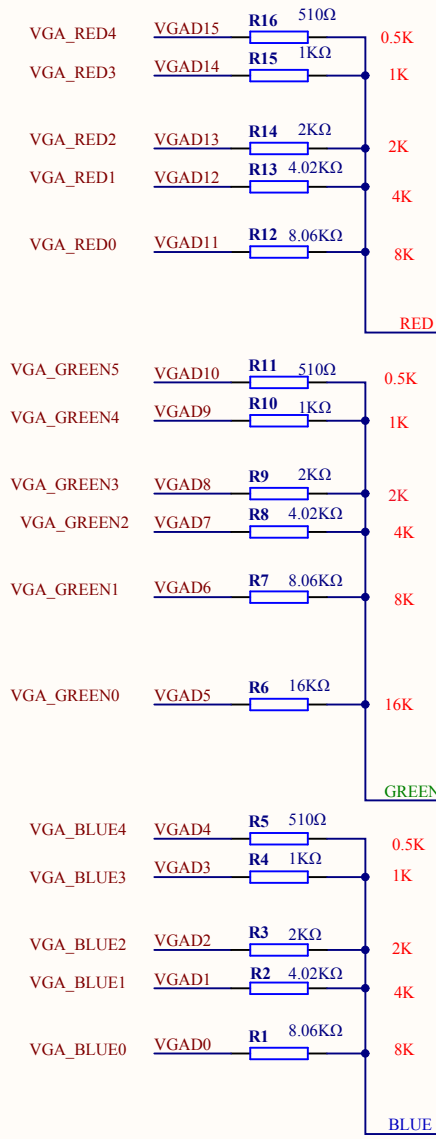 VGA_RED4 VGAD15 R16 510Ω 0.5K
VGA_RED3 VGAD14 R15 1KΩ 1K
VGA_RED2 VGAD13 R14 2KΩ 2K
VGA_RED1 VGAD12 R13 4.02KΩ 4K
VGA_RED0 VGAD11 R12 8.06KΩ 8K
RED
VGA_GREEN5 VGAD10 R11 510Ω 0.5K
VGA_GREEN4 VGAD9 R10 1KΩ 1K
VGA_GREEN3 VGAD8 R9 2KΩ 2K
VGA_GREEN2 VGAD7 R8 4.02KΩ 4K
VGA_GREEN1 VGAD6 R7 8.06KΩ 8K
VGA_GREEN0 VGAD5 R6 16KΩ 16K
GREEN
VGA_BLUE4 VGAD4 R5 510Ω 0.5K
VGA_BLUE3 VGAD3 R4 1KΩ 1K
VGA_BLUE2 VGAD2 R3 2KΩ 2K
VGA_BLUE1 VGAD1 R2 4.02KΩ 4K
VGA_BLUE0 VGAD0 R1 8.06KΩ 8K
BLUE